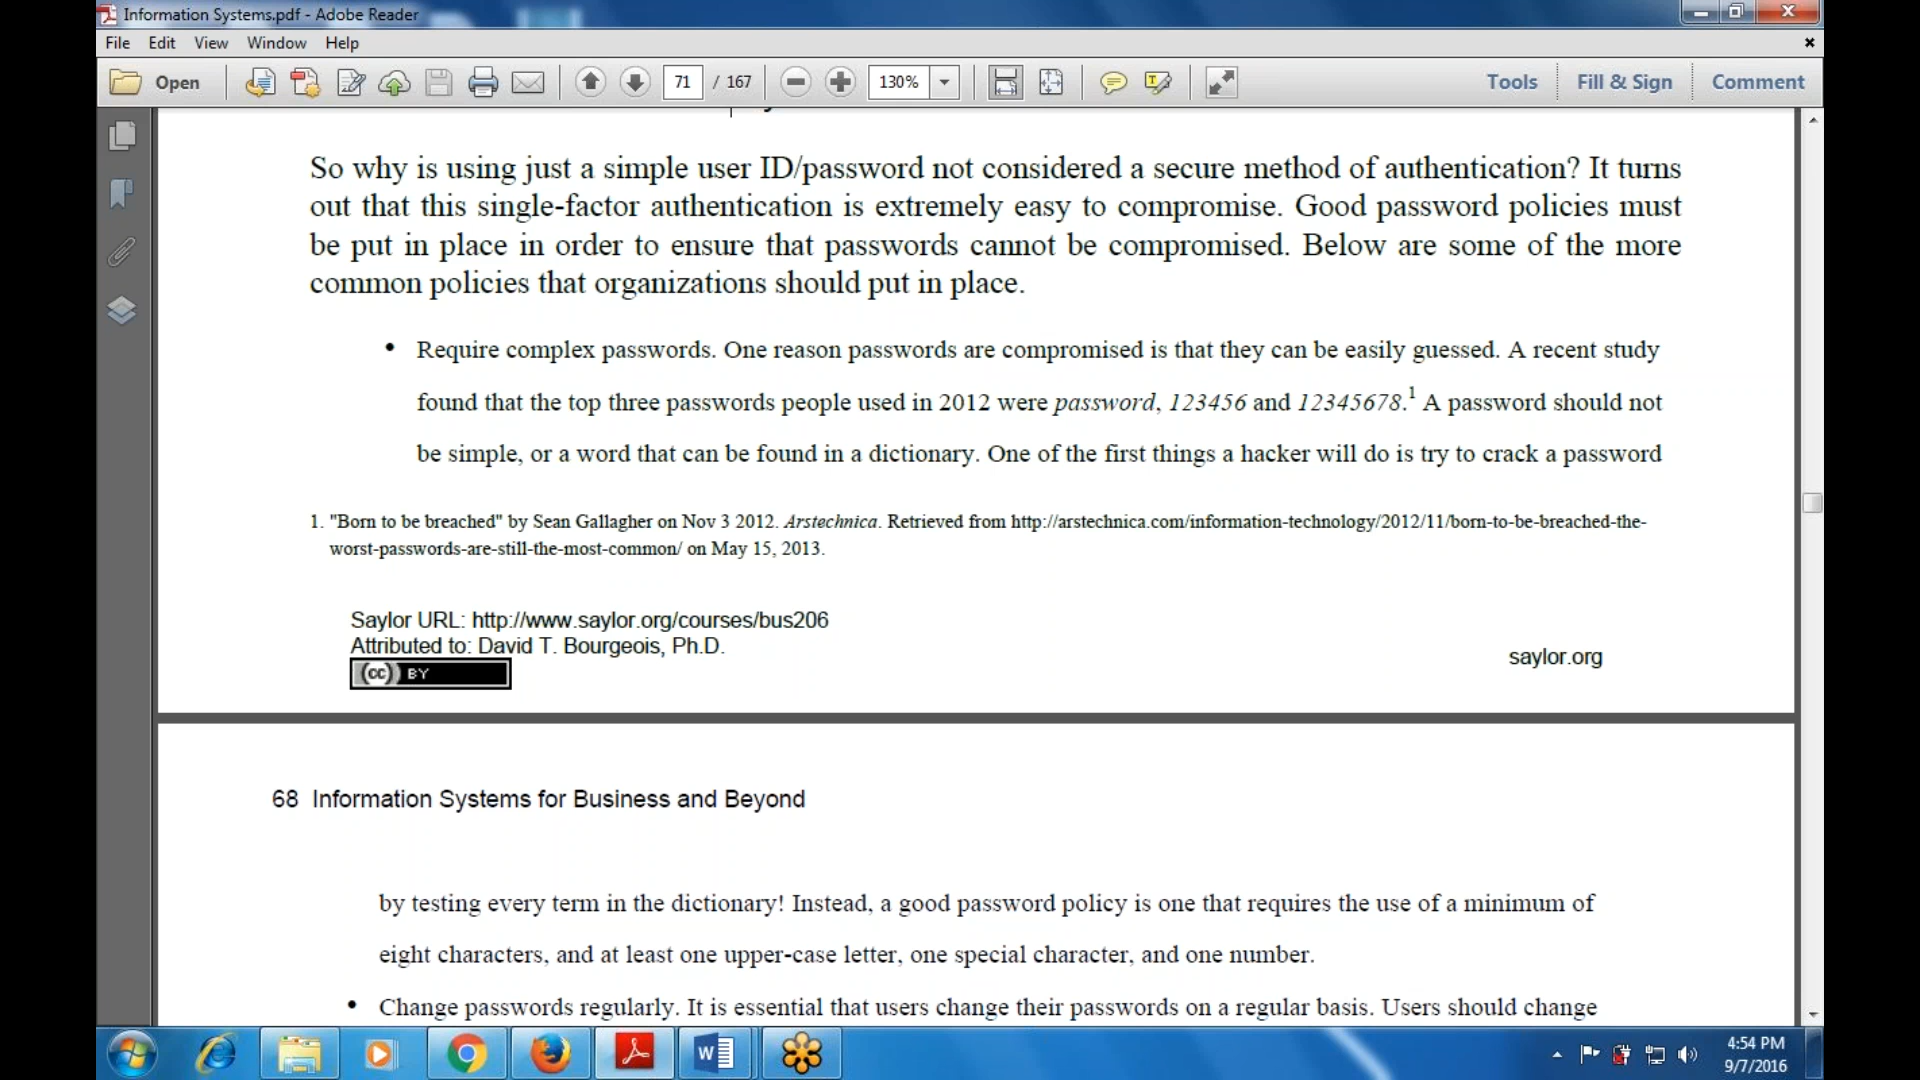 Information Systems.pdf - Adobe Reader
File Edit View Window Help
Open 71 / 167 130% Tools Fill & Sign Comment
So why is using just a simple user ID/password not considered a secure method of authentication? It turns
out that this single-factor authentication is extremely easy to compromise. Good password policies must
be put in place in order to ensure that passwords cannot be compromised. Below are some of the more
common policies that organizations should put in place.
• Require complex passwords. One reason passwords are compromised is that they can be easily guessed. A recent study
found that the top three passwords people used in 2012 were password, 123456 and 12345678.1 A password should not
be simple, or a word that can be found in a dictionary. One of the first things a hacker will do is try to crack a password
1. "Born to be breached" by Sean Gallagher on Nov 3 2012. Arstechnica. Retrieved from http://arstechnica.com/information-technology/2012/11/born-to-be-breached-the-
worst-passwords-are-still-the-most-common/ on May 15, 2013.
Saylor URL: http://www.saylor.org/courses/bus206
Attributed to: David T. Bourgeois, Ph.D.
saylor.org
cc BY
68 Information Systems for Business and Beyond
by testing every term in the dictionary! Instead, a good password policy is one that requires the use of a minimum of
eight characters, and at least one upper-case letter, one special character, and one number.
• Change passwords regularly. It is essential that users change their passwords on a regular basis. Users should change
4:54 PM
9/7/2016